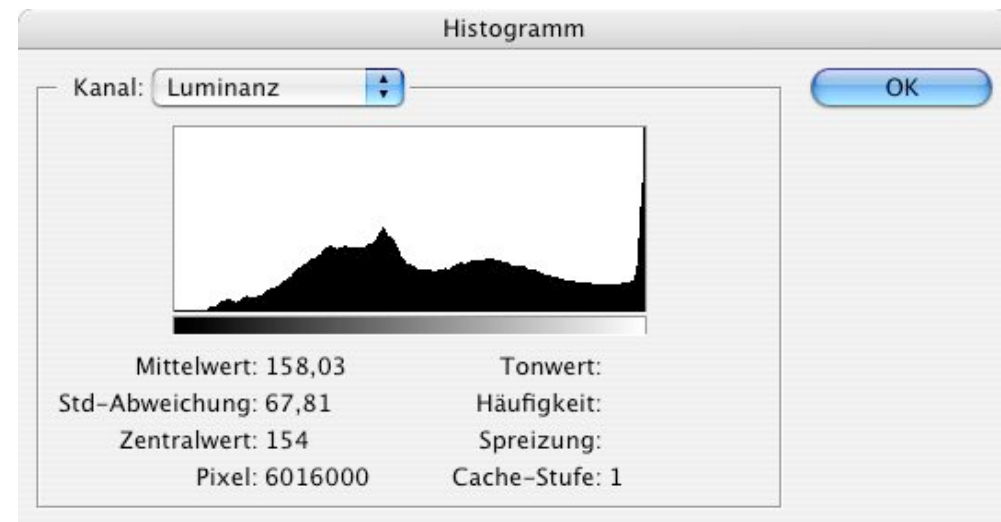 Histogramm
Kanal: Luminanz
OK
Mittelwert: 158,03
Std-Abweichung: 67,81
Zentralwert: 154
Pixel: 6016000
Tonwert:
Häufigkeit:
Spreizung:
Cache-Stufe: 1